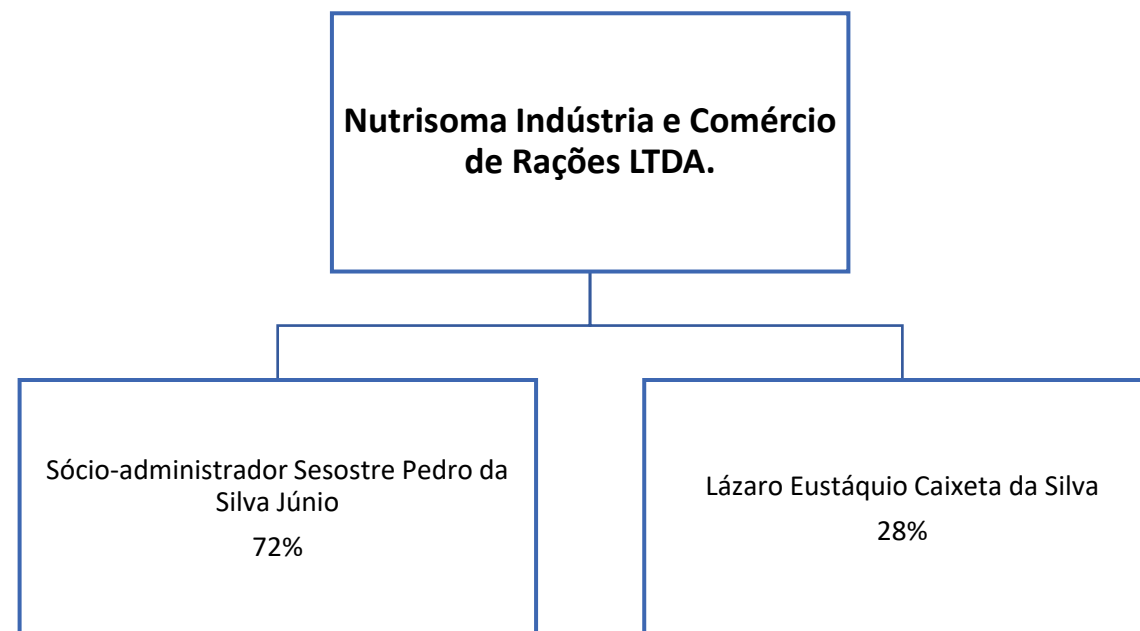 Nutrisoma Indústria e Comércio
de Rações LTDA.
Sócio-administrador Sesostre Pedro da
Silva Júnio
72%
Lázaro Eustáquio Caixeta da Silva
28%